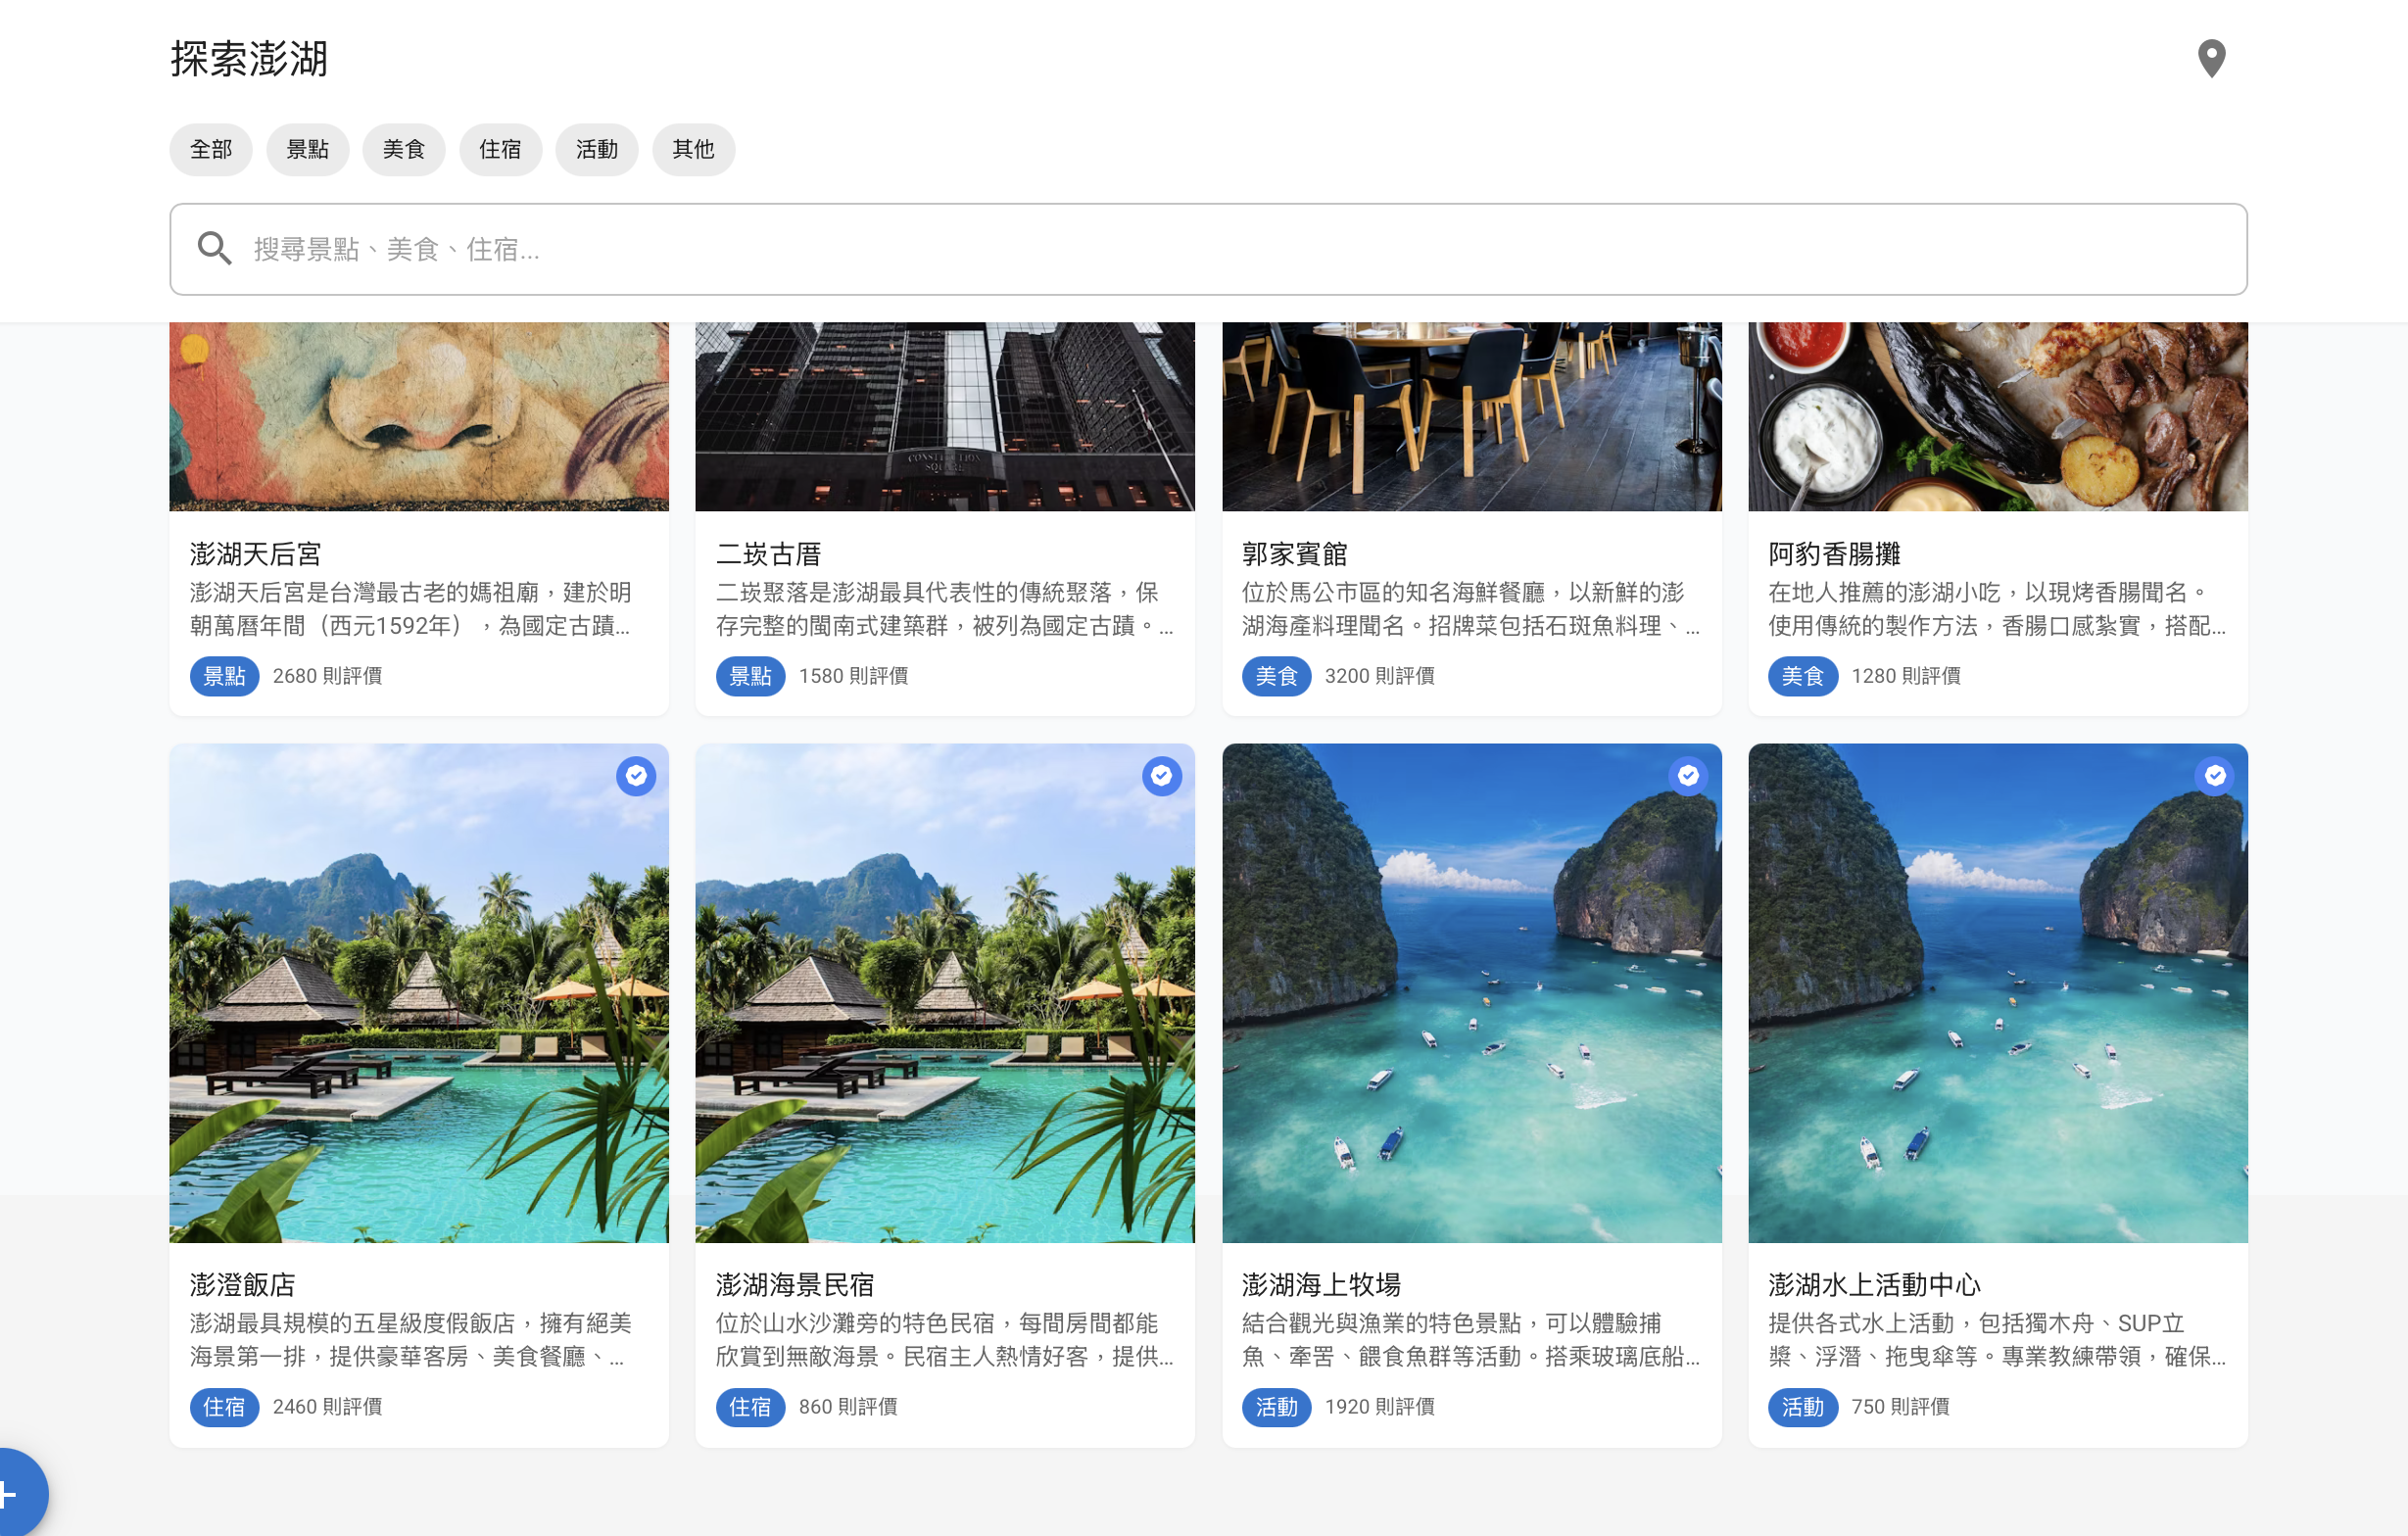 探索澎湖
全部 景點 美食 住宿 活動 其他
搜尋景點、美食、住宿...
CONSTRUCTION
SQUARE
澎湖天后宮
澎湖天后宮是台灣最古老的媽祖廟，建於明
朝萬曆年間（西元1592年），為國定古蹟...
景點 2680 則評價
二崁古厝
二崁聚落是澎湖最具代表性的傳統聚落，保
存完整的閩南式建築群，被列為國定古蹟。...
景點 1580 則評價
郭家賓館
位於馬公市區的知名海鮮餐廳，以新鮮的澎
湖海產料理聞名。招牌菜包括石斑魚料理、...
美食 3200 則評價
阿豹香腸攤
在地人推薦的澎湖小吃，以現烤香腸聞名。
使用傳統的製作方法，香腸口感紮實，搭配...
美食 1280 則評價
澎澄飯店
澎湖最具規模的五星級度假飯店，擁有絕美
海景第一排，提供豪華客房、美食餐廳、...
住宿 2460 則評價
澎湖海景民宿
位於山水沙灘旁的特色民宿，每間房間都能
欣賞到無敵海景。民宿主人熱情好客，提供...
住宿 860 則評價
澎湖海上牧場
結合觀光與漁業的特色景點，可以體驗捕
魚、牽罟、餵食魚群等活動。搭乘玻璃底船...
活動 1920 則評價
澎湖水上活動中心
提供各式水上活動，包括獨木舟、SUP立
槳、浮潛、拖曳傘等。專業教練帶領，確保...
活動 750 則評價